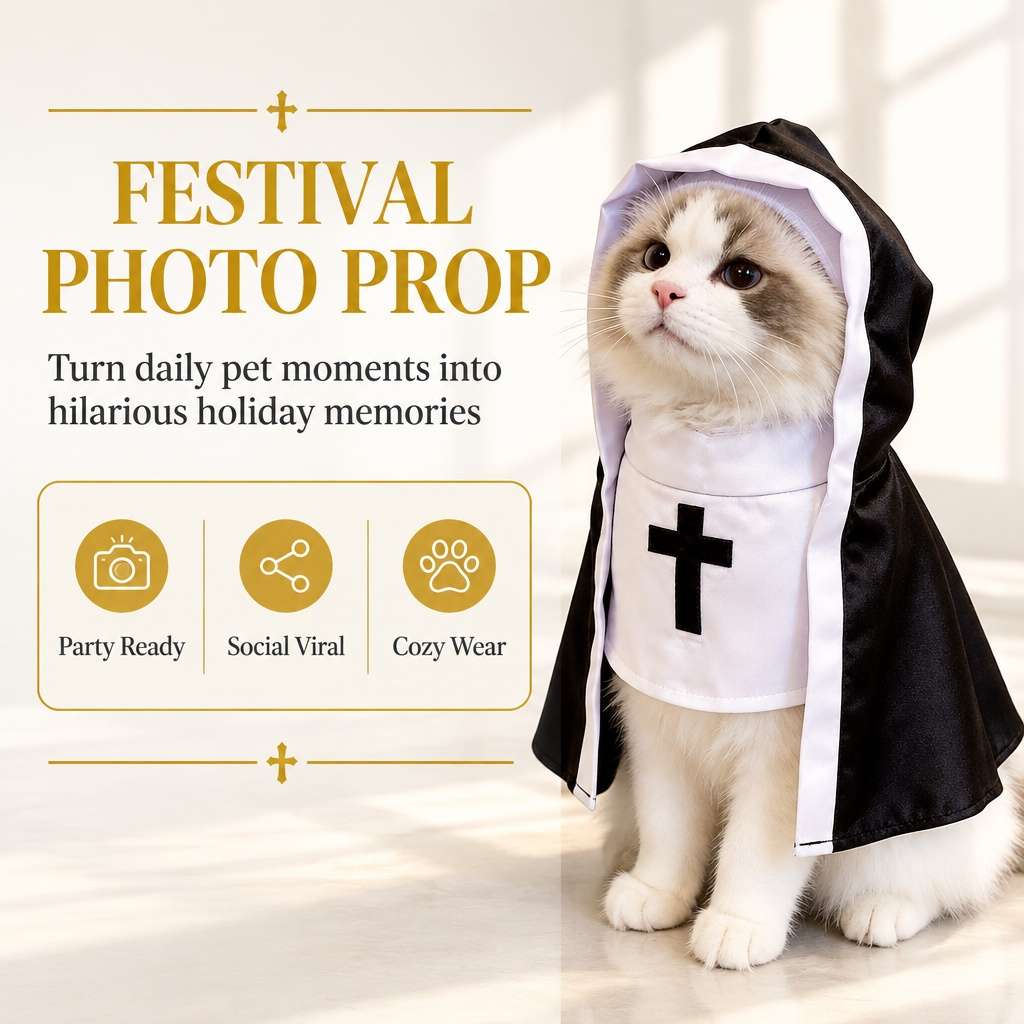 FESTIVAL
PHOTO PROP
Turn daily pet moments into
hilarious holiday memories
Party Ready
Social Viral
Cozy Wear